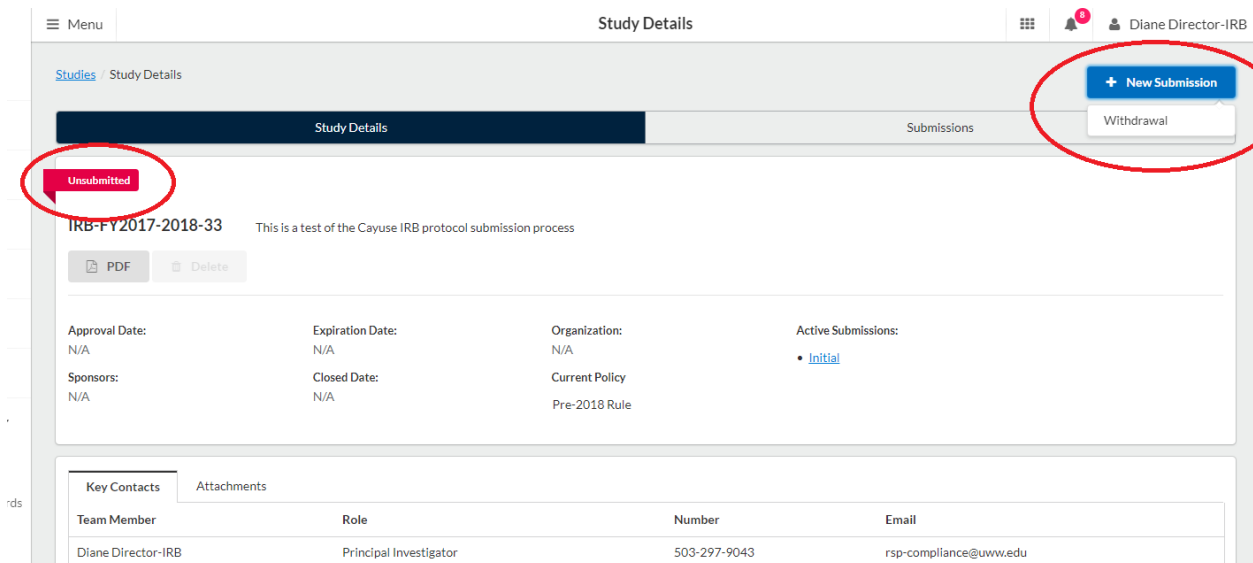 Menu
Study Details
8
Diane Director-IRB
Studies / Study Details
+ New Submission
Withdrawal
Study Details
Submissions
Unsubmitted
IRB-FY2017-2018-33
This is a test of the Cayuse IRB protocol submission process
PDF
Delete
Approval Date:
Expiration Date:
Organization:
Active Submissions:
N/A
N/A
N/A
• Initial
Sponsors:
Closed Date:
Current Policy
N/A
N/A
Pre-2018 Rule
Key Contacts
Attachments
rds
Team Member
Role
Number
Email
Diane Director-IRB
Principal Investigator
503-297-9043
rsp-compliance@uww.edu